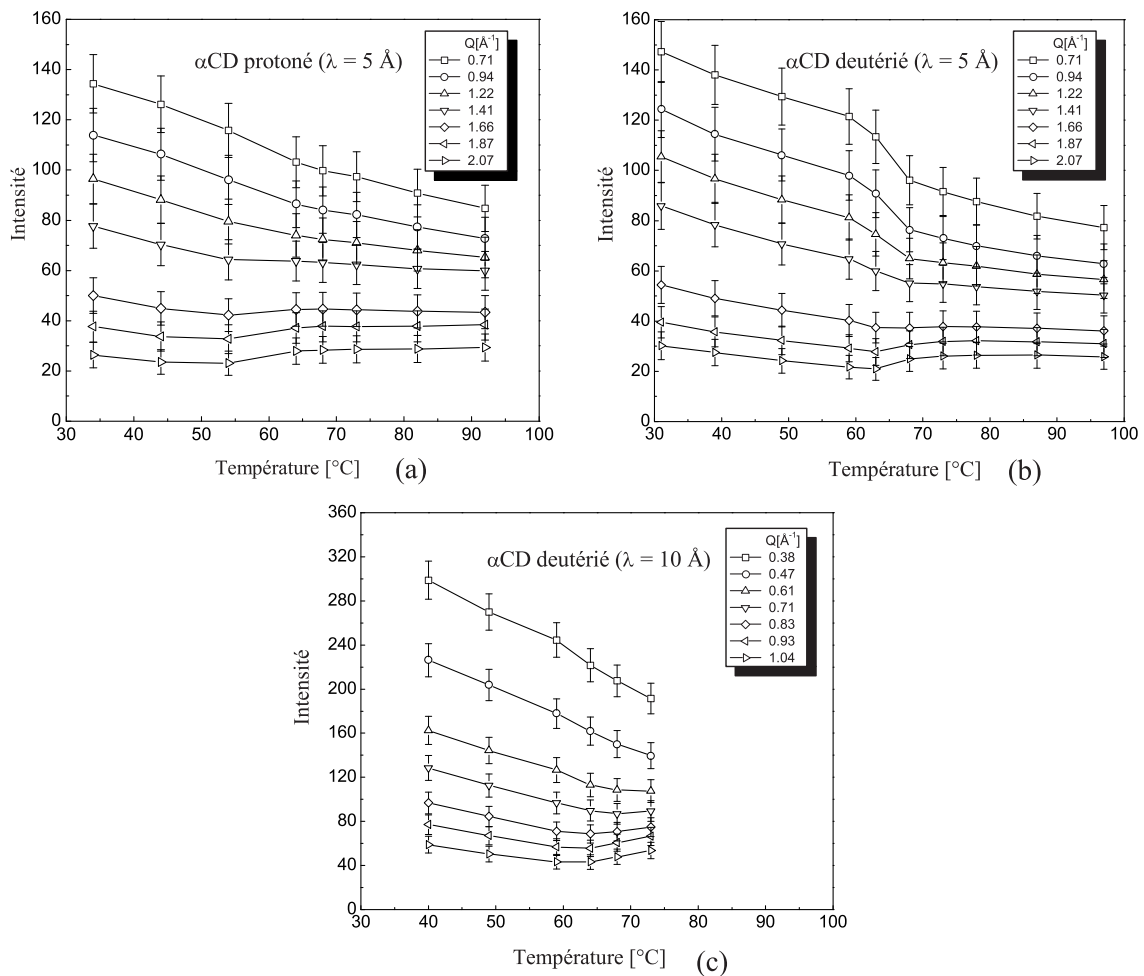 αCD protoné (λ = 5 Å)
Q[Å-1]
0.71
0.94
1.22
1.41
1.66
1.87
2.07
Intensité
160
140
120
100
80
60
40
20
0
30 40 50 60 70 80 90 100
Température [°C]
(a)
αCD deutérié (λ = 5 Å)
Q[Å-1]
0.71
0.94
1.22
1.41
1.66
1.87
2.07
Intensité
160
140
120
100
80
60
40
20
0
30 40 50 60 70 80 90 100
Température [°C]
(b)
αCD deutérié (λ = 10 Å)
Q[Å-1]
0.38
0.47
0.61
0.71
0.83
0.93
1.04
Intensité
360
320
280
240
200
160
120
80
40
0
30 40 50 60 70 80 90 100
Température [°C]
(c)